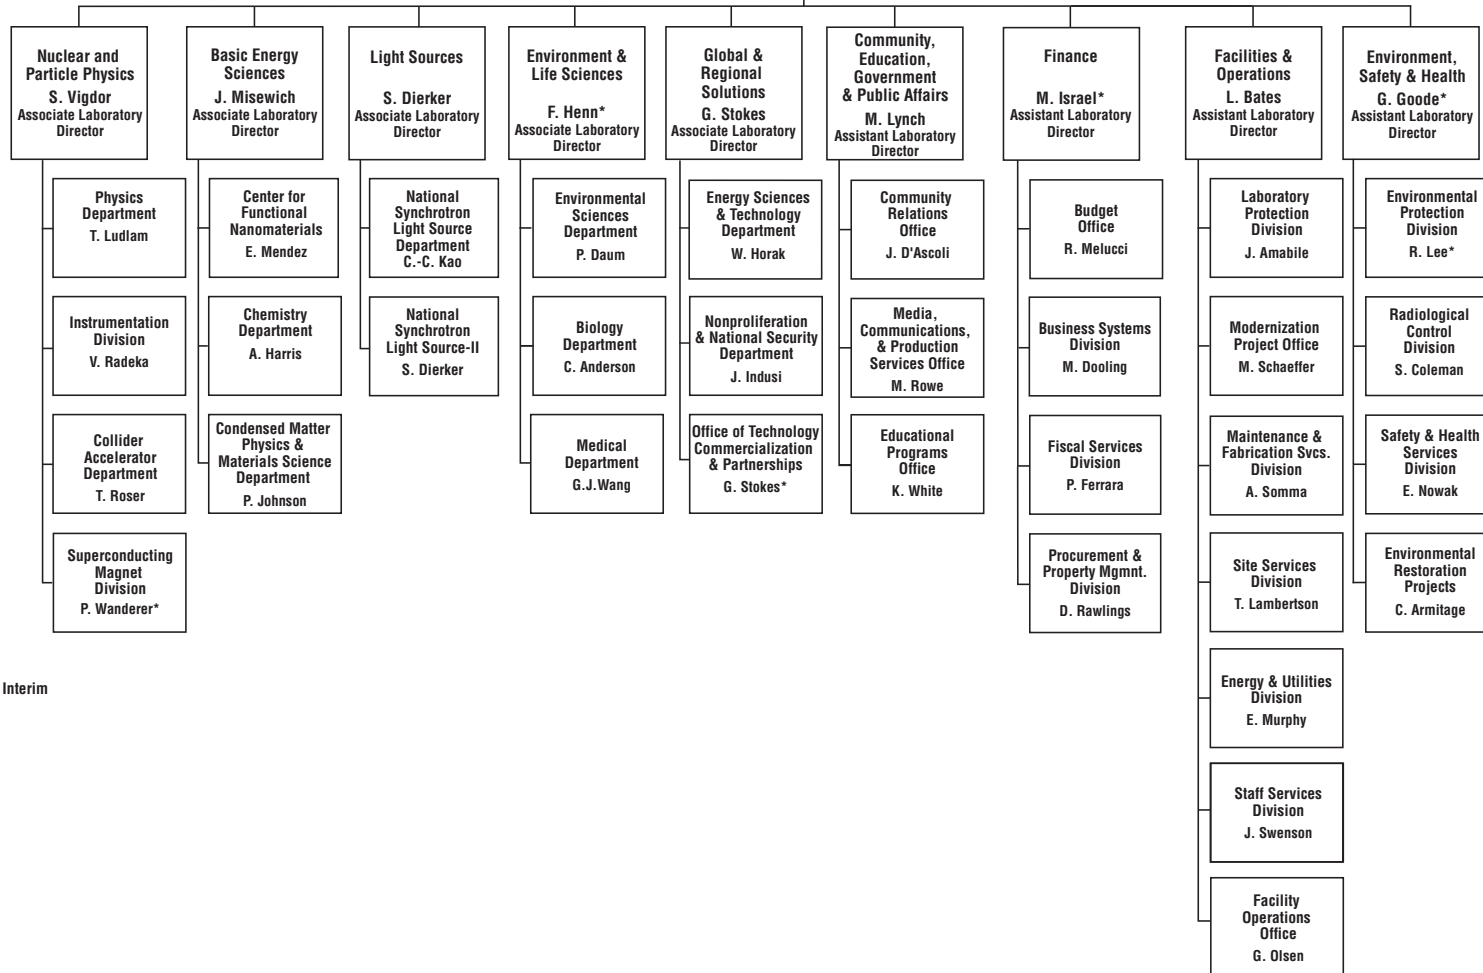 Nuclear and
Particle Physics
S. Vigdor
Associate Laboratory
Director
Basic Energy
Sciences
J. Misewich
Associate Laboratory
Director
Light Sources
S. Dierker
Associate Laboratory
Director
Environment &
Life Sciences
F. Henn*
Associate Laboratory
Director
Global &
Regional
Solutions
G. Stokes
Associate Laboratory
Director
Community,
Education,
Government
& Public Affairs
M. Lynch
Assistant Laboratory
Director
Finance
M. Israel*
Assistant Laboratory
Director
Facilities &
Operations
L. Bates
Assistant Laboratory
Director
Environment,
Safety & Health
G. Goode*
Assistant Laboratory
Director
Physics
Department
T. Ludlam
Center for
Functional
Nanomaterials
E. Mendez
National
Synchrotron
Light Source
Department
C.-C. Kao
Environmental
Sciences
Department
P. Daum
Energy Sciences
& Technology
Department
W. Horak
Community
Relations
Office
J. D'Ascoli
Budget
Office
R. Melucci
Laboratory
Protection
Division
J. Amabile
Environmental
Protection
Division
R. Lee*
Instrumentation
Division
V. Radeka
Chemistry
Department
A. Harris
National
Synchrotron
Light Source-II
S. Dierker
Biology
Department
C. Anderson
Nonproliferation
& National Security
Department
J. Indusi
Media,
Communications,
& Production
Services Office
M. Rowe
Business Systems
Division
M. Dooling
Modernization
Project Office
M. Schaeffer
Radiological
Control
Division
S. Coleman
Collider
Accelerator
Department
T. Roser
Condensed Matter
Physics &
Materials Science
Department
P. Johnson
Medical
Department
G.J.Wang
Office of Technology
Commercialization
& Partnerships
G. Stokes*
Educational
Programs
Office
K. White
Fiscal Services
Division
P. Ferrara
Maintenance &
Fabrication Svcs.
Division
A. Somma
Safety & Health
Services
Division
E. Nowak
Superconducting
Magnet
Division
P. Wanderer*
Procurement &
Property Mgmnt.
Division
D. Rawlings
Site Services
Division
T. Lambertson
Environmental
Restoration
Projects
C. Armitage
Interim
Energy & Utilities
Division
E. Murphy
Staff Services
Division
J. Swenson
Facility
Operations
Office
G. Olsen